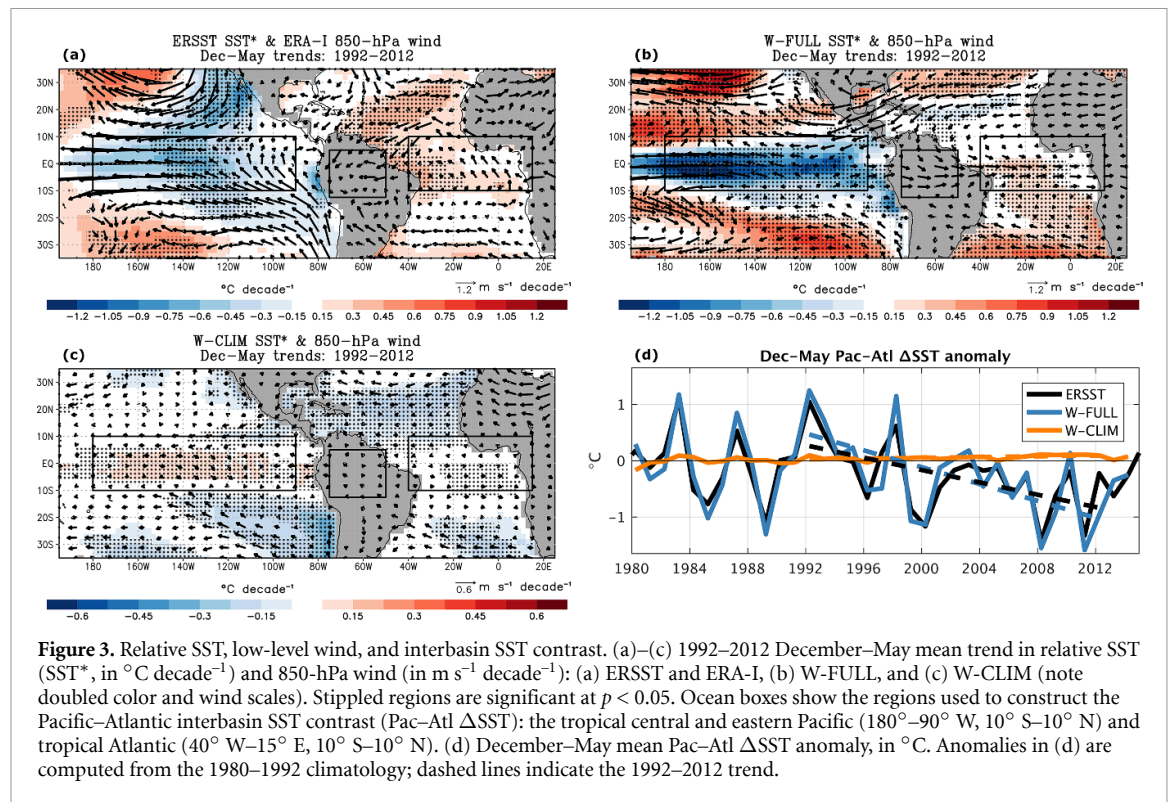 ERSST SST* & ERA-I 850-hPa wind
(a) Dec-May trends: 1992-2012
30N
20N
10N
EQ
10S
20S
30S
180 160W 140W 120W 100W 80W 60W 40W 20W 0 20E
°C decade⁻¹ 1.2 m s⁻¹ decade⁻¹
−1.2 −1.05 −0.9 −0.75 −0.6 −0.45 −0.3 −0.15 0.15 0.3 0.45 0.6 0.75 0.9 1.05 1.2
W-FULL SST* & 850-hPa wind
(b) Dec-May trends: 1992-2012
30N
20N
10N
EQ
10S
20S
30S
180 160W 140W 120W 100W 80W 60W 40W 20W 0 20E
°C decade⁻¹ 1.2 m s⁻¹ decade⁻¹
−1.2 −1.05 −0.9 −0.75 −0.6 −0.45 −0.3 −0.15 0.15 0.3 0.45 0.6 0.75 0.9 1.05 1.2
W-CLIM SST* & 850-hPa wind
(c) Dec-May trends: 1992-2012
30N
20N
10N
EQ
10S
20S
30S
180 160W 140W 120W 100W 80W 60W 40W 20W 0 20E
°C decade⁻¹ 0.6 m s⁻¹ decade⁻¹
−0.6 −0.45 −0.3 −0.15 0.15 0.3 0.45 0.6
(d) Dec-May Pac-Atl ΔSST anomaly
ERSST
W-FULL
W-CLIM
1
0
−1
°C
1980 1984 1988 1992 1996 2000 2004 2008 2012
Figure 3. Relative SST, low-level wind, and interbasin SST contrast. (a)–(c) 1992–2012 December–May mean trend in relative SST
(SST*, in °C decade⁻¹) and 850-hPa wind (in m s⁻¹ decade⁻¹): (a) ERSST and ERA-I, (b) W-FULL, and (c) W-CLIM (note
doubled color and wind scales). Stippled regions are significant at p < 0.05. Ocean boxes show the regions used to construct the
Pacific–Atlantic interbasin SST contrast (Pac–Atl ΔSST): the tropical central and eastern Pacific (180°–90° W, 10° S–10° N) and
tropical Atlantic (40° W–15° E, 10° S–10° N). (d) December–May mean Pac–Atl ΔSST anomaly, in °C. Anomalies in (d) are
computed from the 1980–1992 climatology; dashed lines indicate the 1992–2012 trend.